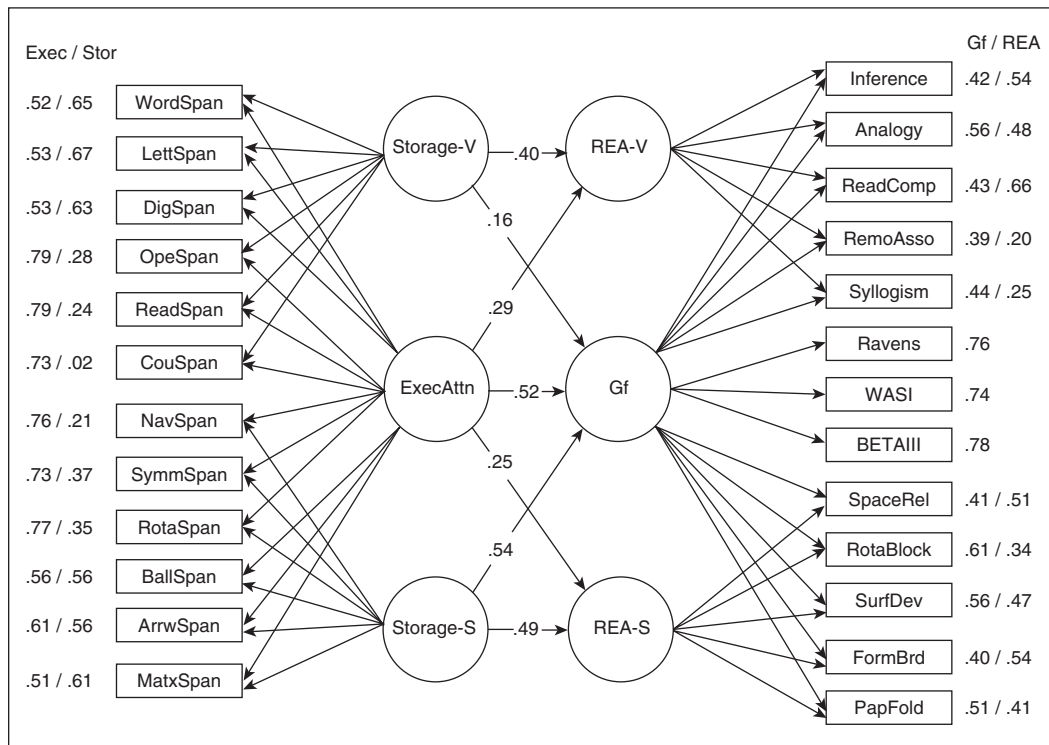 Exec / Stor
Gf / REA
.52 / .65 WordSpan
.53 / .67 LettSpan
.53 / .63 DigSpan
.79 / .28 OpeSpan
.79 / .24 ReadSpan
.73 / .02 CouSpan
.76 / .21 NavSpan
.73 / .37 SymmSpan
.77 / .35 RotaSpan
.56 / .56 BallSpan
.61 / .56 ArrwSpan
.51 / .61 MatxSpan
Storage-V
ExecAttn
Storage-S
.40
.16
.29
.52
.25
.54
.49
REA-V
Gf
REA-S
Inference .42 / .54
Analogy .56 / .48
ReadComp .43 / .66
RemoAsso .39 / .20
Syllogism .44 / .25
Ravens .76
WASI .74
BETAIII .78
SpaceRel .41 / .51
RotaBlock .61 / .34
SurfDev .56 / .47
FormBrd .40 / .54
PapFold .51 / .41